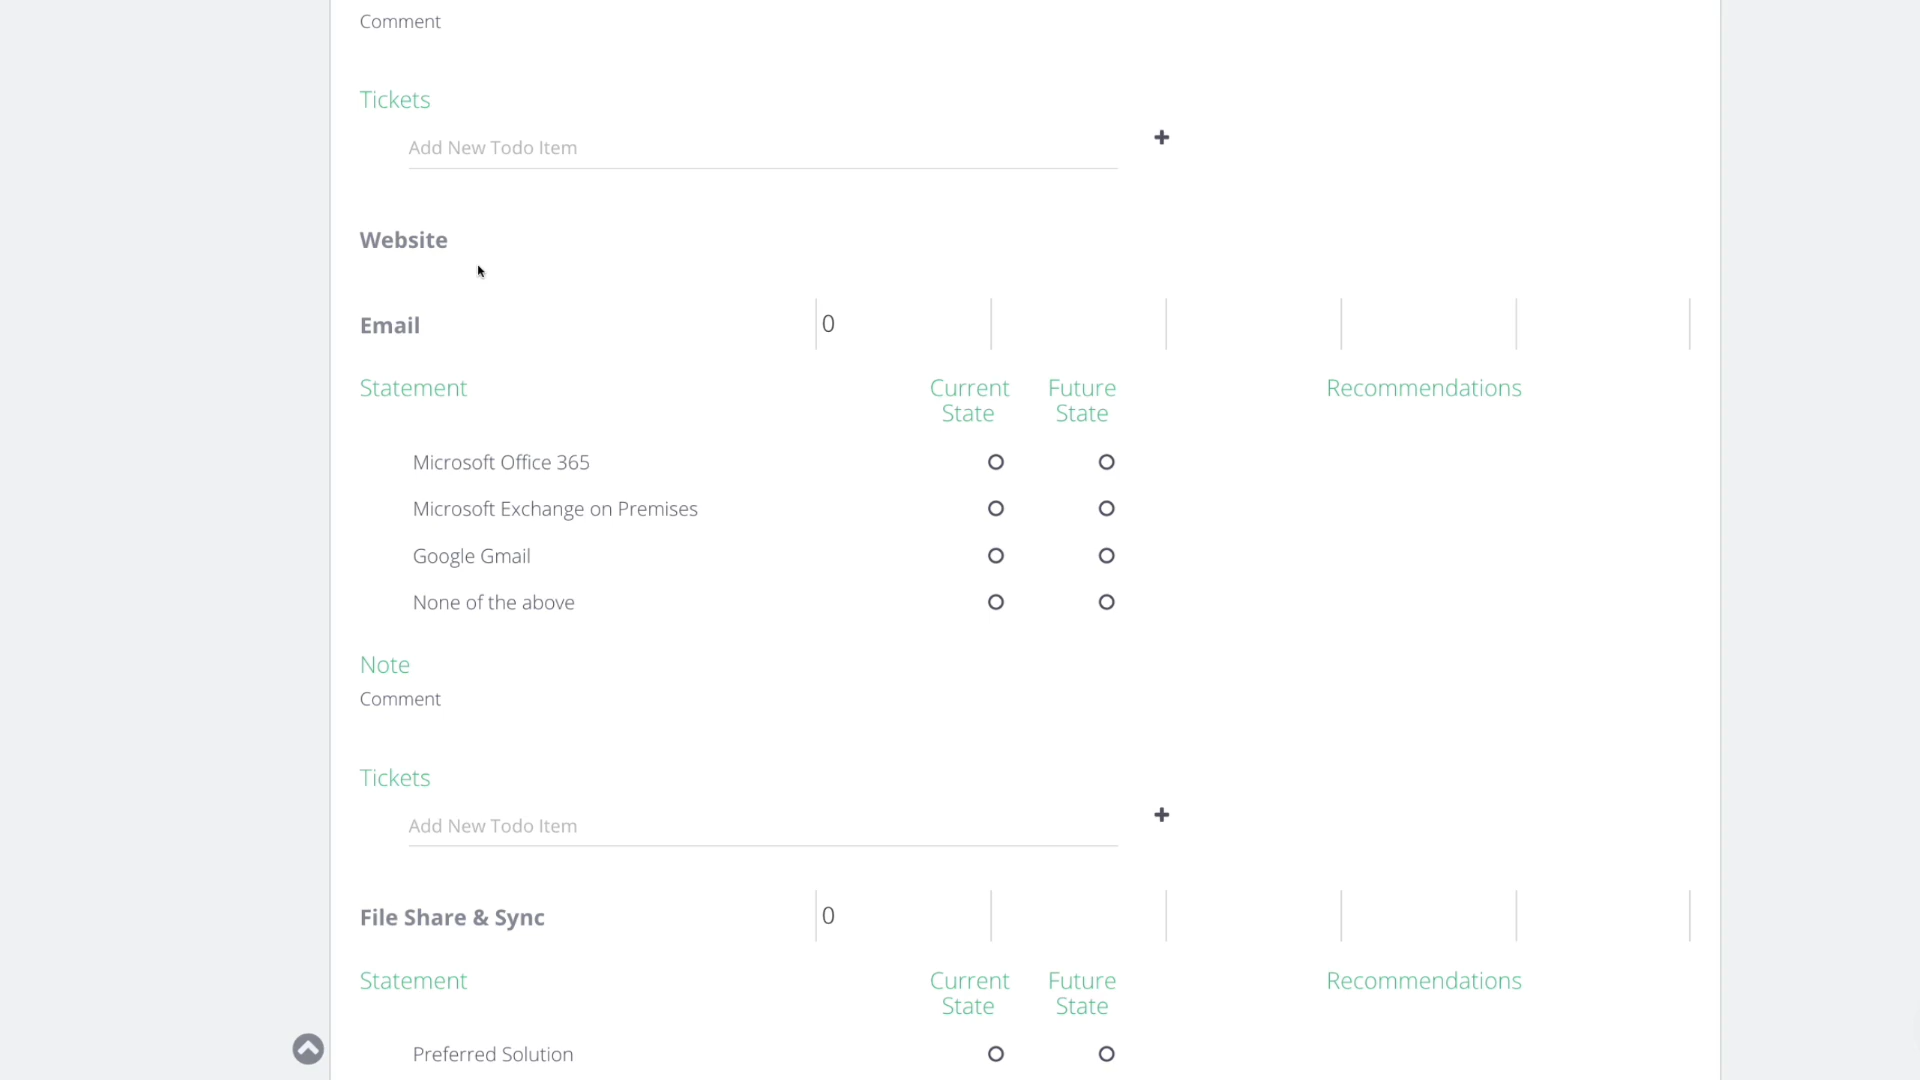 Comment
Tickets
Add New Todo Item
Website
Email 0
Statement Current State Future State Recommendations
Microsoft Office 365
Microsoft Exchange on Premises
Google Gmail
None of the above
Note
Comment
Tickets
Add New Todo Item
File Share & Sync 0
Statement Current State Future State Recommendations
Preferred Solution